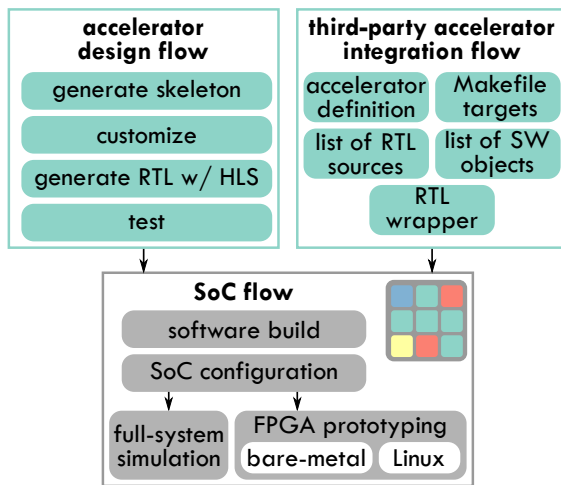 accelerator
design flow
generate skeleton
customize
generate RTL w/ HLS
test
third-party accelerator
integration flow
accelerator
definition
Makefile
targets
list of RTL
sources
list of SW
objects
RTL
wrapper
SoC flow
software build
SoC configuration
full-system
simulation
FPGA prototyping
bare-metal
Linux